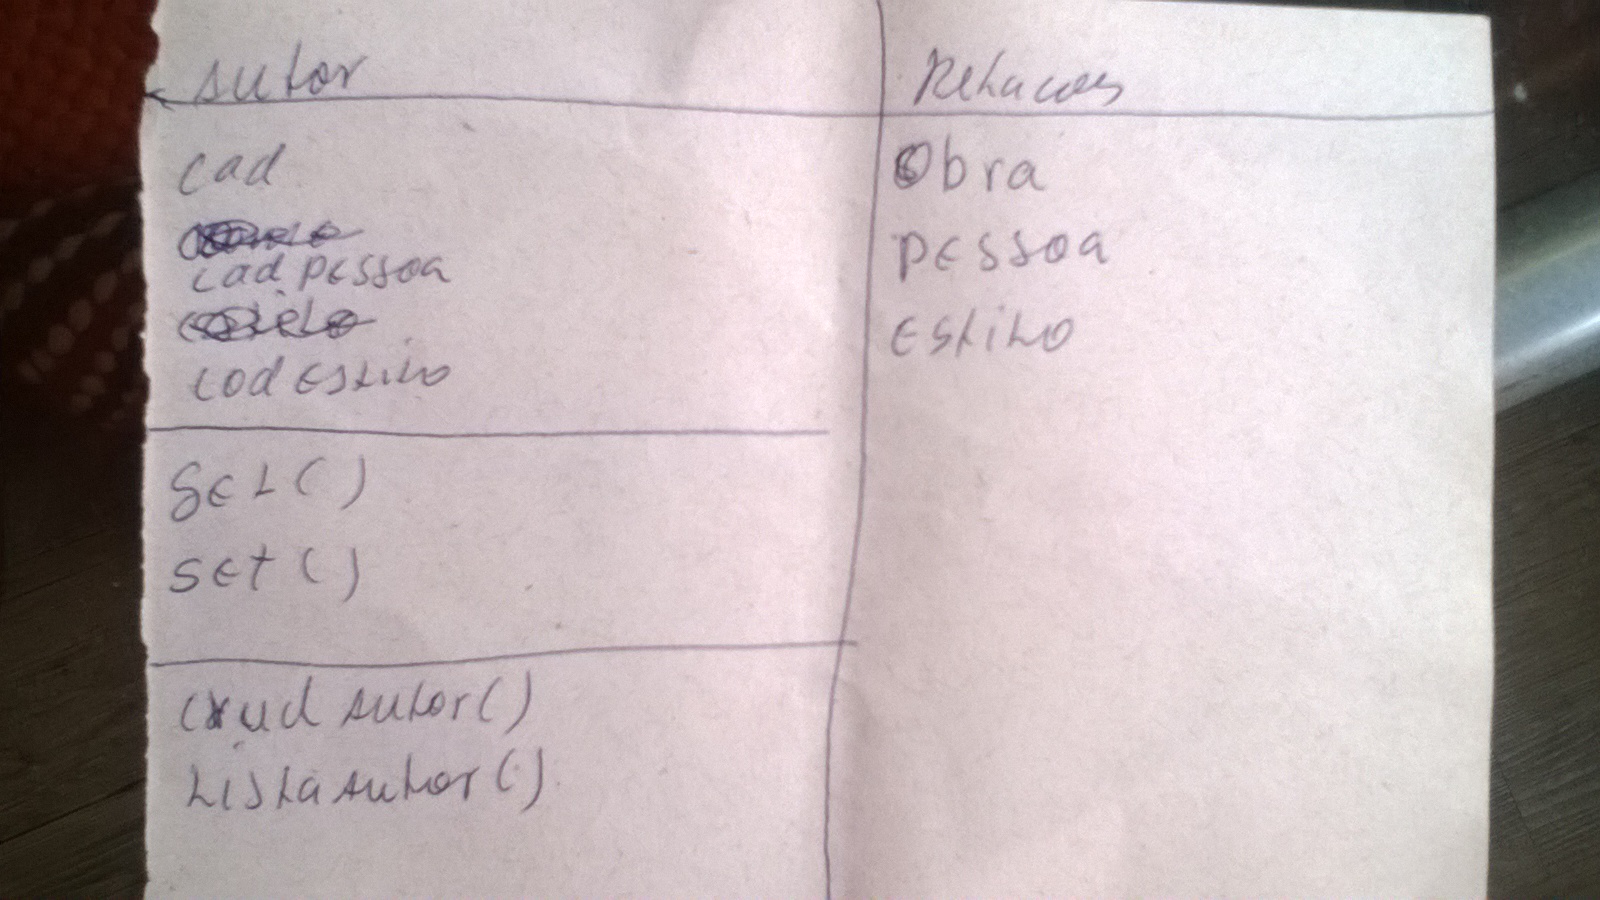 Autor
cad
cad pessoa
cod Estilo
get()
set()
crud Autor()
Lista Autor()
Relacoes
Obra
pessoa
Estilo